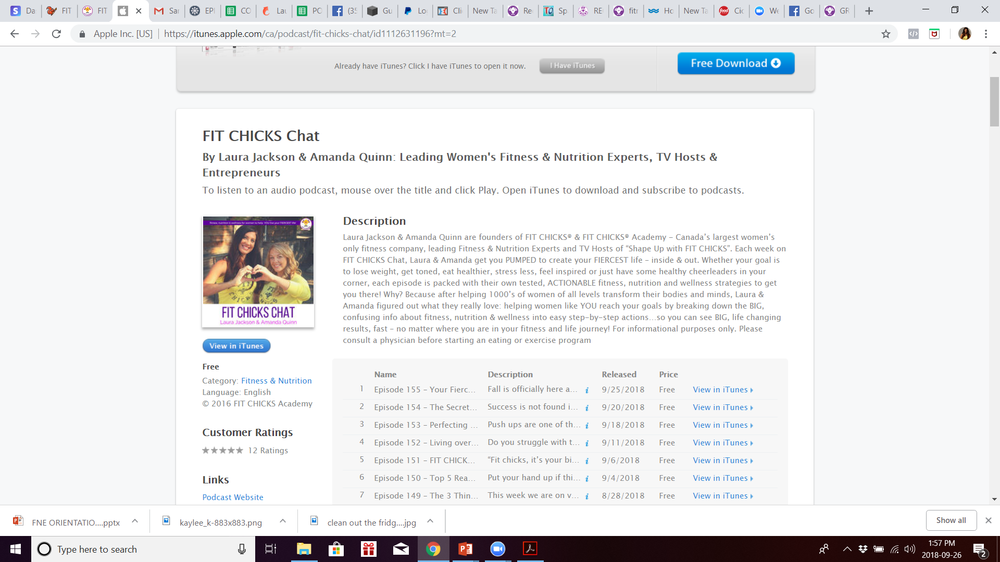 Da
FIT
FIT
Sar
EPI
CO
Lau
PO
(35
Gu
Lo
Clie
New Ta
Re
Sp
RE
fitn
Ho
New Ta
Cic
We
Go
GR
Apple Inc. [US] | https://itunes.apple.com/ca/podcast/fit-chicks-chat/id1112631196?mt=2
Already have iTunes? Click I have iTunes to open it now.
I Have iTunes
Free Download
FIT CHICKS Chat
By Laura Jackson & Amanda Quinn: Leading Women's Fitness & Nutrition Experts, TV Hosts &
Entrepreneurs
To listen to an audio podcast, mouse over the title and click Play. Open iTunes to download and subscribe to podcasts.
fitness, nutrition & wellness for women to help YOU live your FIERCEST life!
FIT CHICKS CHAT
Laura Jackson & Amanda Quinn
View in iTunes
Free
Category: Fitness & Nutrition
Language: English
© 2016 FIT CHICKS Academy
Customer Ratings
★★★★★ 12 Ratings
Links
Podcast Website
Description
Laura Jackson & Amanda Quinn are founders of FIT CHICKS® & FIT CHICKS® Academy – Canada’s largest women’s
only fitness company, leading Fitness & Nutrition Experts and TV Hosts of “Shape Up with FIT CHICKS”. Each week on
FIT CHICKS Chat, Laura & Amanda get you PUMPED to create your FIERCEST life – inside & out. Whether your goal is
to lose weight, get toned, eat healthier, stress less, feel inspired or just have some healthy cheerleaders in your
corner, each episode is packed with their own tested, ACTIONABLE fitness, nutrition and wellness strategies to get
you there! Why? Because after helping 1000’s of women of all levels transform their bodies and minds, Laura &
Amanda figured out what they really love: helping women like YOU reach your goals by breaking down the BIG,
confusing info about fitness, nutrition & wellness into easy step-by-step actions...so you can see BIG, life changing
results, fast – no matter where you are in your fitness and life journey! For informational purposes only. Please
consult a physician before starting an eating or exercise program
Name Description Released Price
1 Episode 155 – Your Fierc... Fall is officially here a... i 9/25/2018 Free View in iTunes
2 Episode 154 – The Secret... Success is not found i... i 9/20/2018 Free View in iTunes
3 Episode 153 – Perfecting ... Push ups are one of th... i 9/18/2018 Free View in iTunes
4 Episode 152 – Living over... Do you struggle with t... i 9/11/2018 Free View in iTunes
5 Episode 151 – FIT CHICK... “Fit chicks, it’s your bi... i 9/6/2018 Free View in iTunes
6 Episode 150 – Top 5 Rea... Put your hand up if thi... i 9/4/2018 Free View in iTunes
7 Episode 149 – The 3 Thin... This week we are on v... i 8/28/2018 Free View in iTunes
FNE ORIENTATIO....pptx
kaylee_k-883x883.png
clean out the fridg....jpg
Show all
Type here to search
1:57 PM
2018-09-26
2